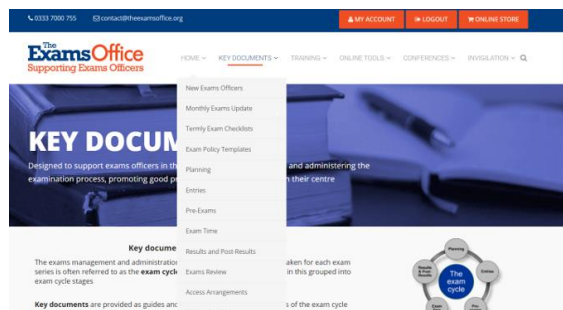 0333 7000 755 contact@theexamsoffice.org MY ACCOUNT LOGOUT ONLINE STORE
The
ExamsOffice
Supporting Exams Officers
HOME KEY DOCUMENTS TRAINING ONLINE TOOLS CONFERENCES INVIGILATION
New Exams Officers
Monthly Exams Update
Termly Exam Checklists
Exam Policy Templates
Planning
Entries
Pre-Exams
Exam Time
Results and Post-Results
Exams Review
Access Arrangements
KEY DOCUM
Designed to support exams officers in th and administering the
examination process, promoting good p n their centre
Key docume
The exams management and administratio taken for each exam
series is often referred to as the exam cycl in this grouped into
exam cycle stages
Key documents are provided as guides and s of the exam cycle
Planning
Results
& Post-
Results
Entries
The
exam
cycle
Exam